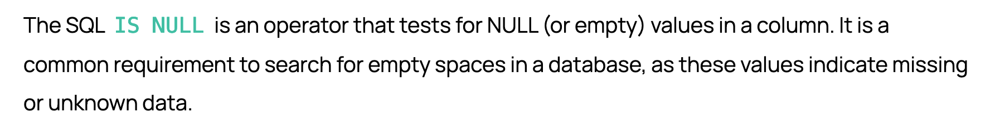 The SQL IS NULL is an operator that tests for NULL (or empty) values in a column. It is a
common requirement to search for empty spaces in a database, as these values indicate missing
or unknown data.